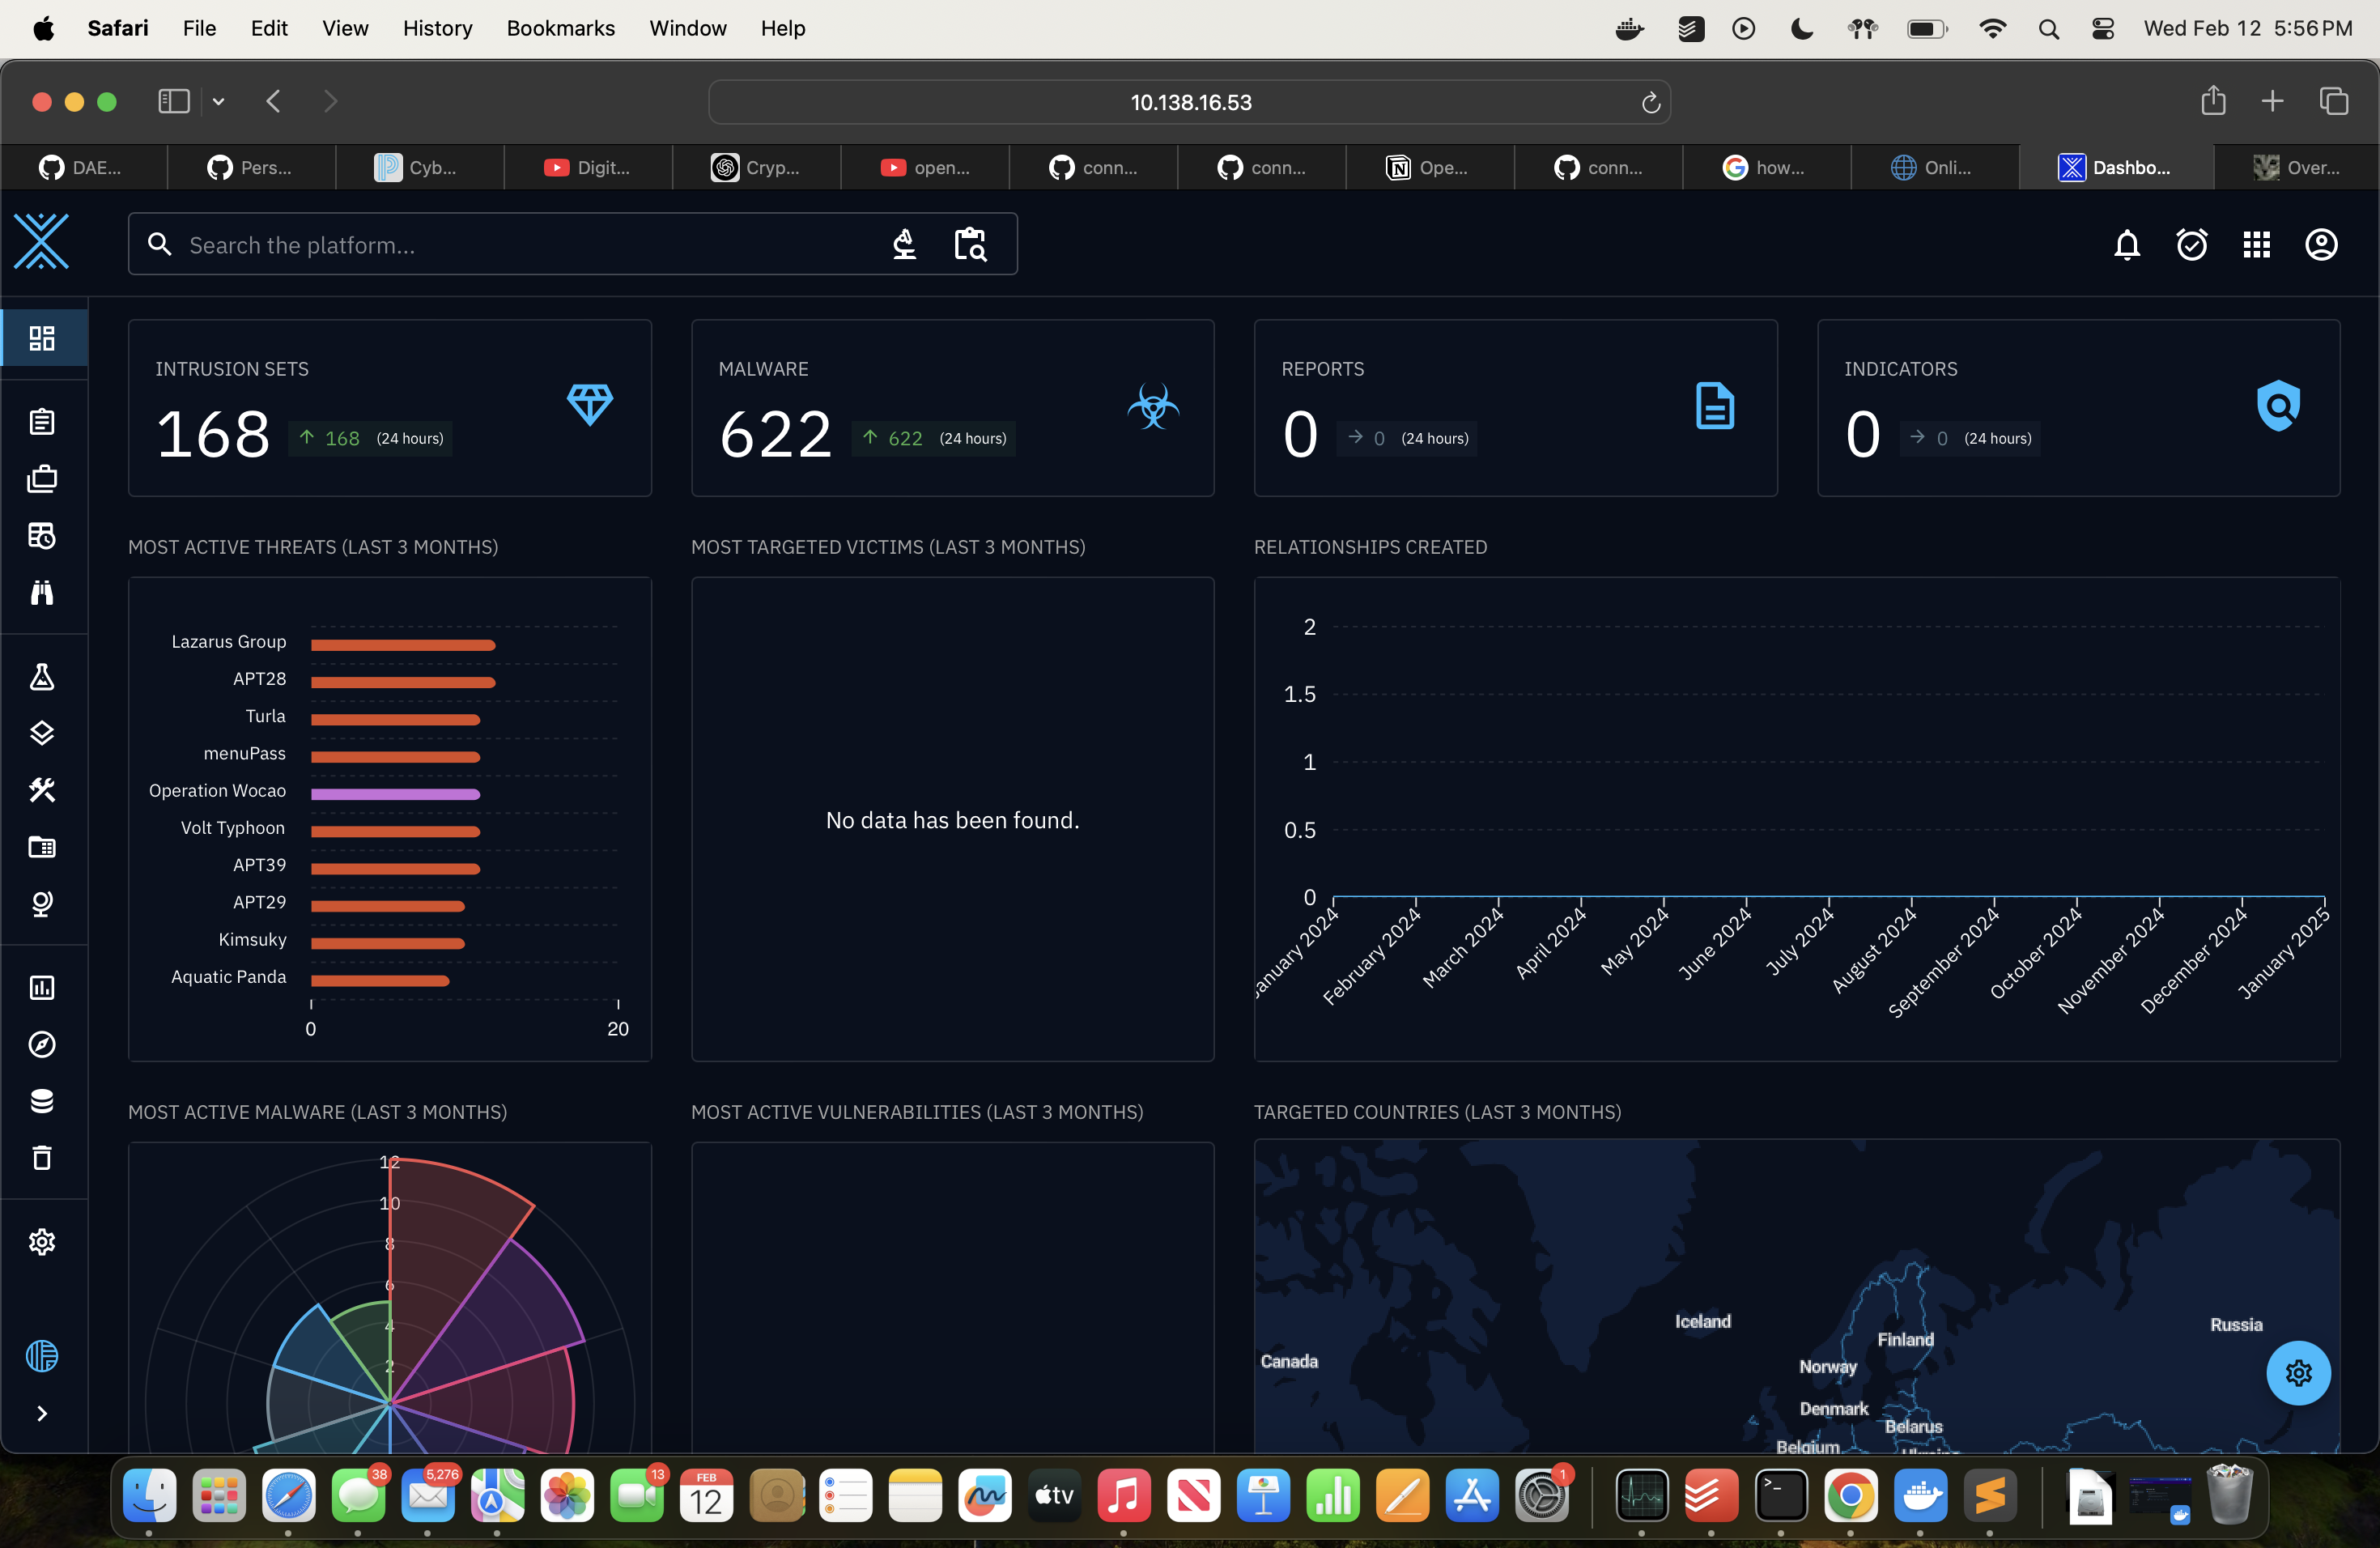 Safari File Edit View History Bookmarks Window Help Wed Feb 12 5:56 PM
10.138.16.53
DAE... Pers... Cyb... Digit... Cryp... open... conn... conn... Ope... conn... how... Onli... Dashbo... Over...
Search the platform...
INTRUSION SETS
168 168 (24 hours)
MALWARE
622 622 (24 hours)
REPORTS
0 0 (24 hours)
INDICATORS
0 0 (24 hours)
MOST ACTIVE THREATS (LAST 3 MONTHS)
Lazarus Group
APT28
Turla
menuPass
Operation Wocao
Volt Typhoon
APT39
APT29
Kimsuky
Aquatic Panda
0 20
MOST TARGETED VICTIMS (LAST 3 MONTHS)
No data has been found.
RELATIONSHIPS CREATED
2
1.5
1
0.5
0
January 2024 February 2024 March 2024 April 2024 May 2024 June 2024 July 2024 August 2024 September 2024 October 2024 November 2024 December 2024 January 2025
MOST ACTIVE MALWARE (LAST 3 MONTHS)
12
10
8
6
4
2
MOST ACTIVE VULNERABILITIES (LAST 3 MONTHS)
TARGETED COUNTRIES (LAST 3 MONTHS)
Iceland
Finland
Russia
Canada
Norway
Denmark
Belarus
Belgium
Ukraine
38 5,276 13 FEB 12 tv 1